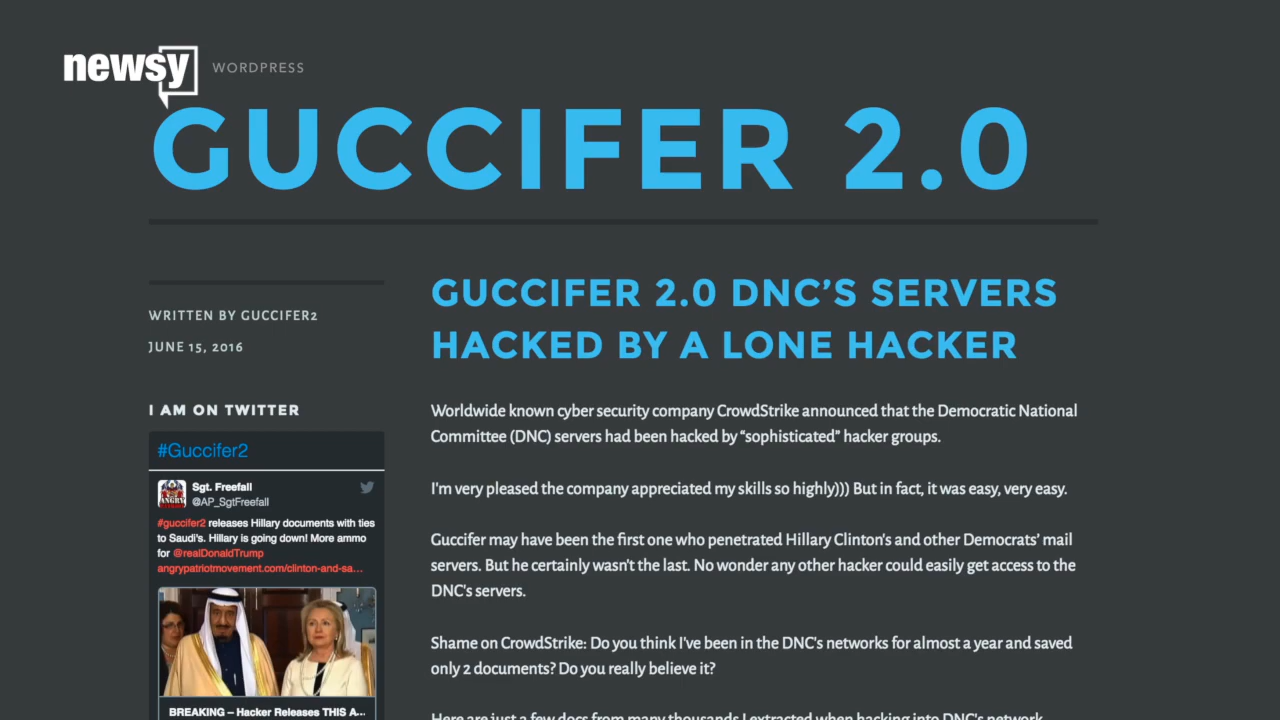 newsy
WORDPRESS
GUCCIFER 2.0
WRITTEN BY GUCCIFER2
JUNE 15, 2016
I AM ON TWITTER
#Guccifer2
Sgt. Freefall
@AP_SgtFreefall
#guccifer2 releases Hillary documents with ties
to Saudi's. Hillary is going down! More ammo
for @realDonaldTrump
angrypatriotmovement.com/clinton-and-sa…
BREAKING – Hacker Releases THIS A...
GUCCIFER 2.0 DNC’S SERVERS
HACKED BY A LONE HACKER
Worldwide known cyber security company CrowdStrike announced that the Democratic National
Committee (DNC) servers had been hacked by “sophisticated” hacker groups.
I'm very pleased the company appreciated my skills so highly))) But in fact, it was easy, very easy.
Guccifer may have been the first one who penetrated Hillary Clinton's and other Democrats’ mail
servers. But he certainly wasn't the last. No wonder any other hacker could easily get access to the
DNC's servers.
Shame on CrowdStrike: Do you think I've been in the DNC's networks for almost a year and saved
only 2 documents? Do you really believe it?
Here are just a few docs from many thousands I extracted when hacking into DNC's network.